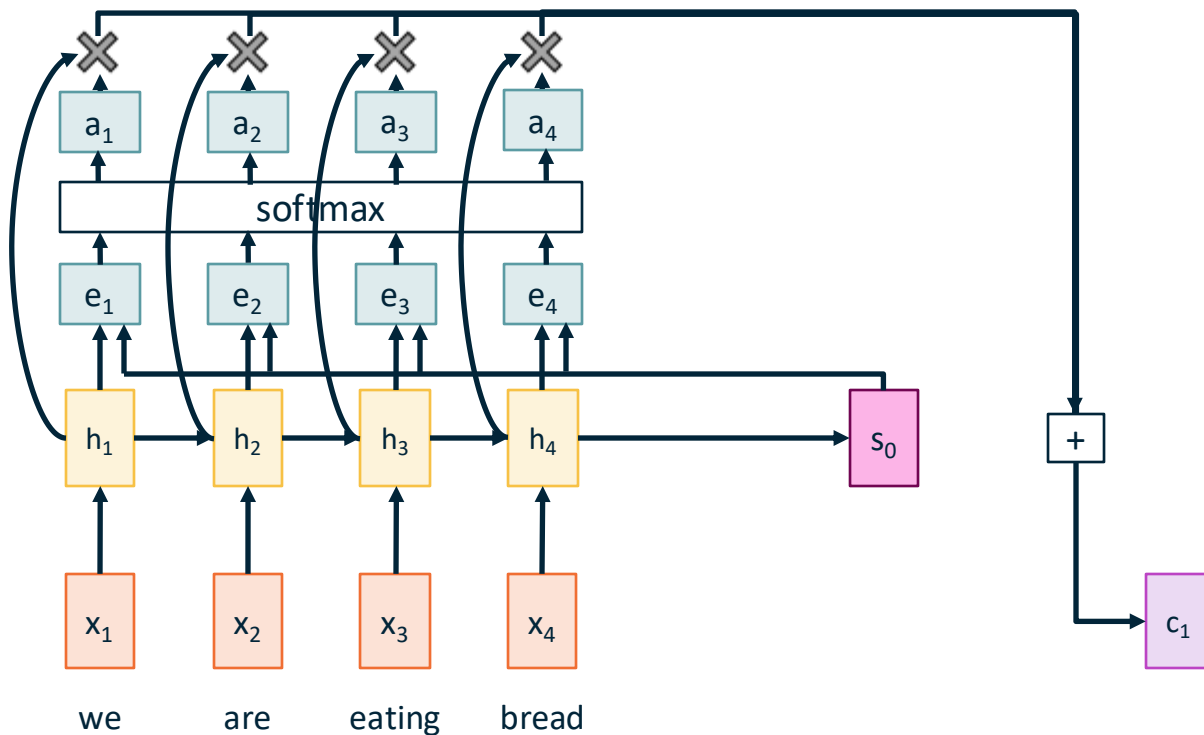 a₁ a₂ a₃ a₄
softmax
e₁ e₂ e₃ e₄
h₁ h₂ h₃ h₄ s₀ +
x₁ x₂ x₃ x₄ c₁
we are eating bread